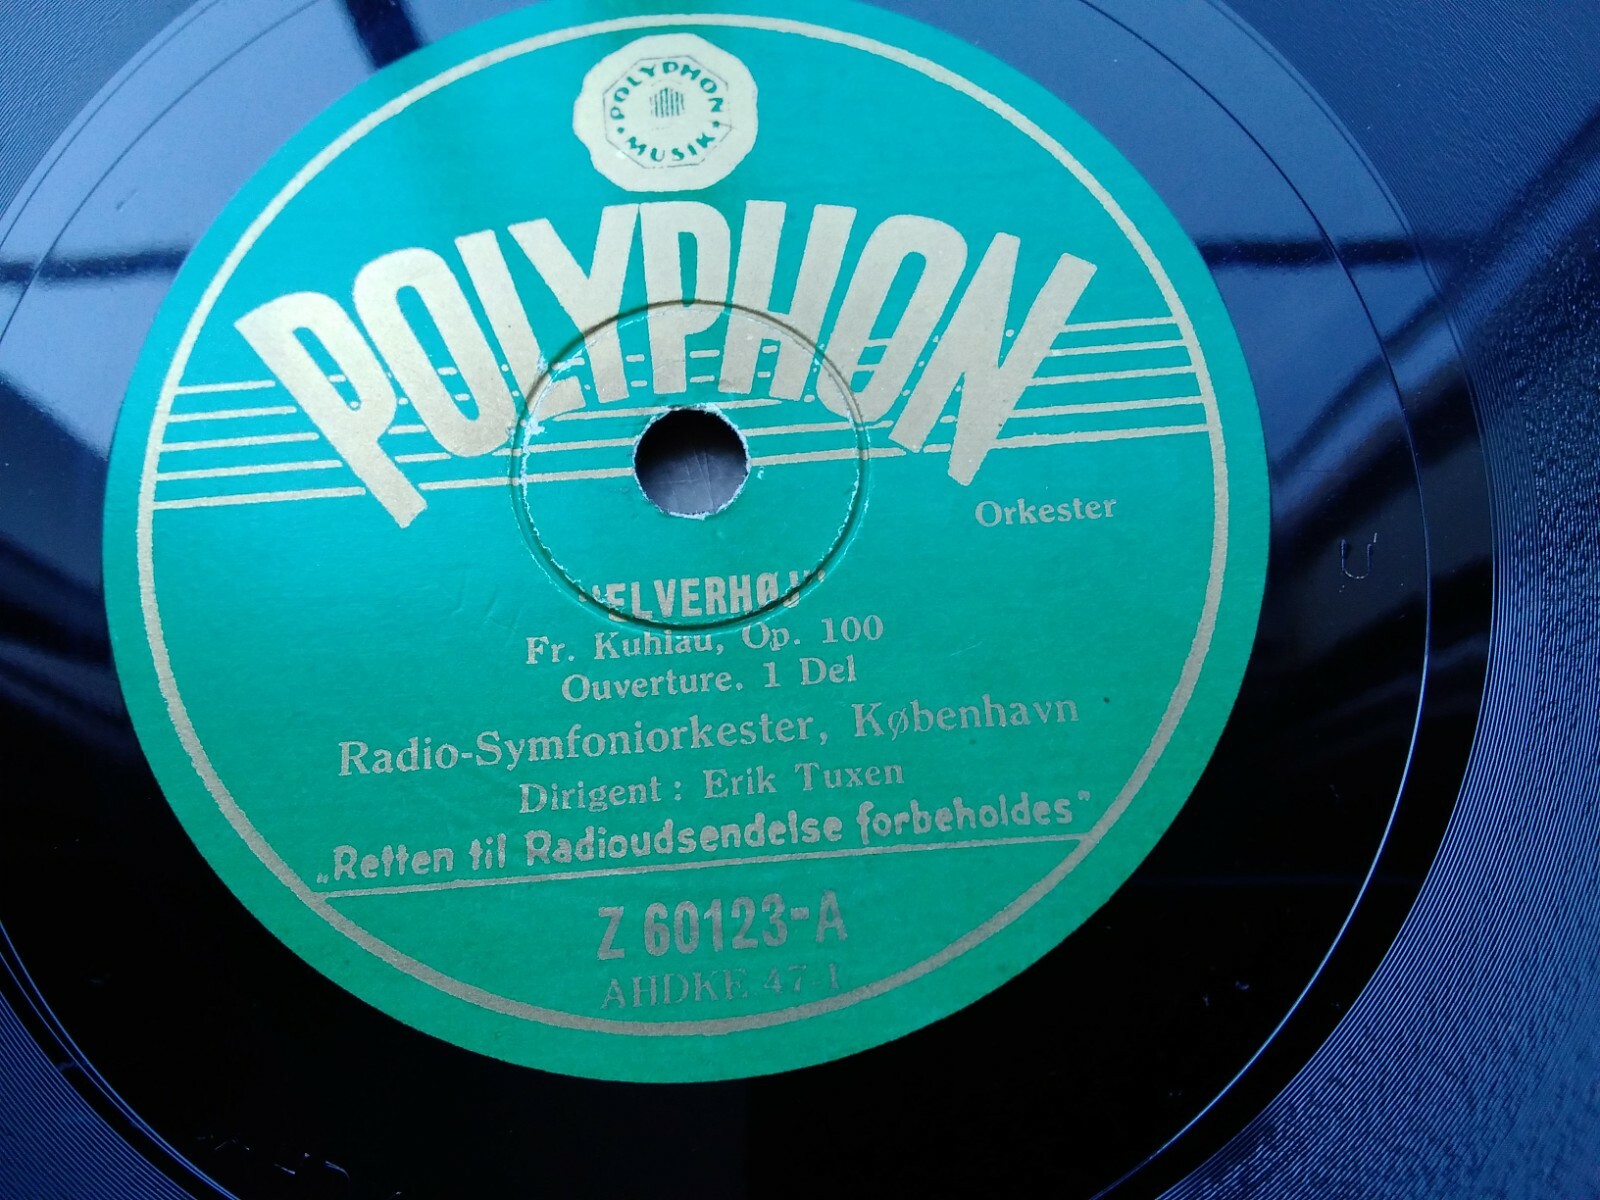 POLYPHON
MUSIK
POLYPHON
Orkester
"ELVERHØJ"
Fr. Kuhlau, Op. 100
Ouverture. 1 Del
Radio-Symfoniorkester, København
Dirigent: Erik Tuxen
„Retten til Radioudsendelse forbeholdes"
Z 60123-A
AHDKE 47-1